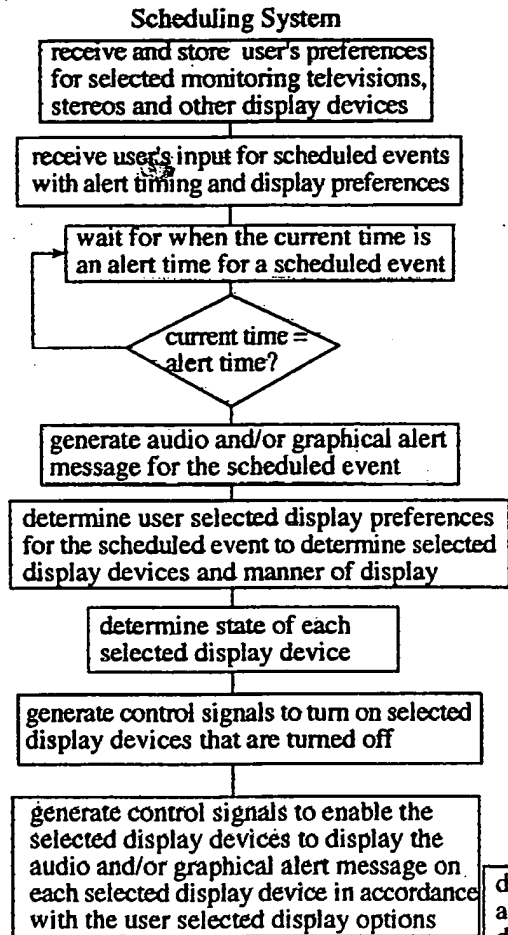 Scheduling System
receive and store user's preferences
for selected monitoring televisions,
stereos and other display devices
receive user's input for scheduled events
with alert timing and display preferences
wait for when the current time is
an alert time for a scheduled event
current time =
alert time?
generate audio and/or graphical alert
message for the scheduled event
determine user selected display preferences
for the scheduled event to determine selected
display devices and manner of display
determine state of each
selected display device
generate control signals to turn on selected
display devices that are turned off
generate control signals to enable the
selected display devices to display the
audio and/or graphical alert message on
each selected display device in accordance
with the user selected display options